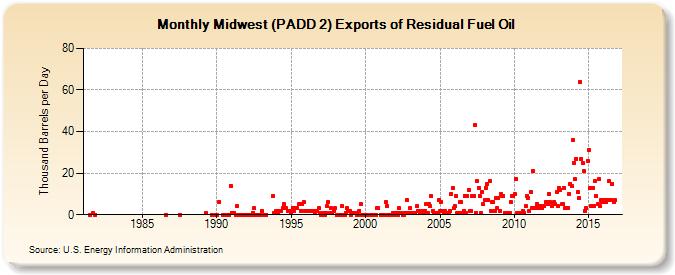 Monthly Midwest (PADD 2) Exports of Residual Fuel Oil
Thousand Barrels per Day
80
60
40
20
0
1985 1990 1995 2000 2005 2010 2015
Source: U.S. Energy Information Administration